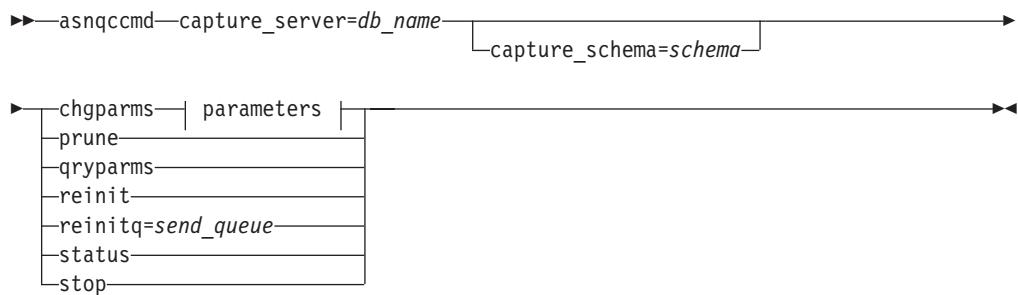 asnqccmd capture_server=db_name
capture_schema=schema
chgparms parameters
prune
qryparms
reinit
reinitq=send_queue
status
stop